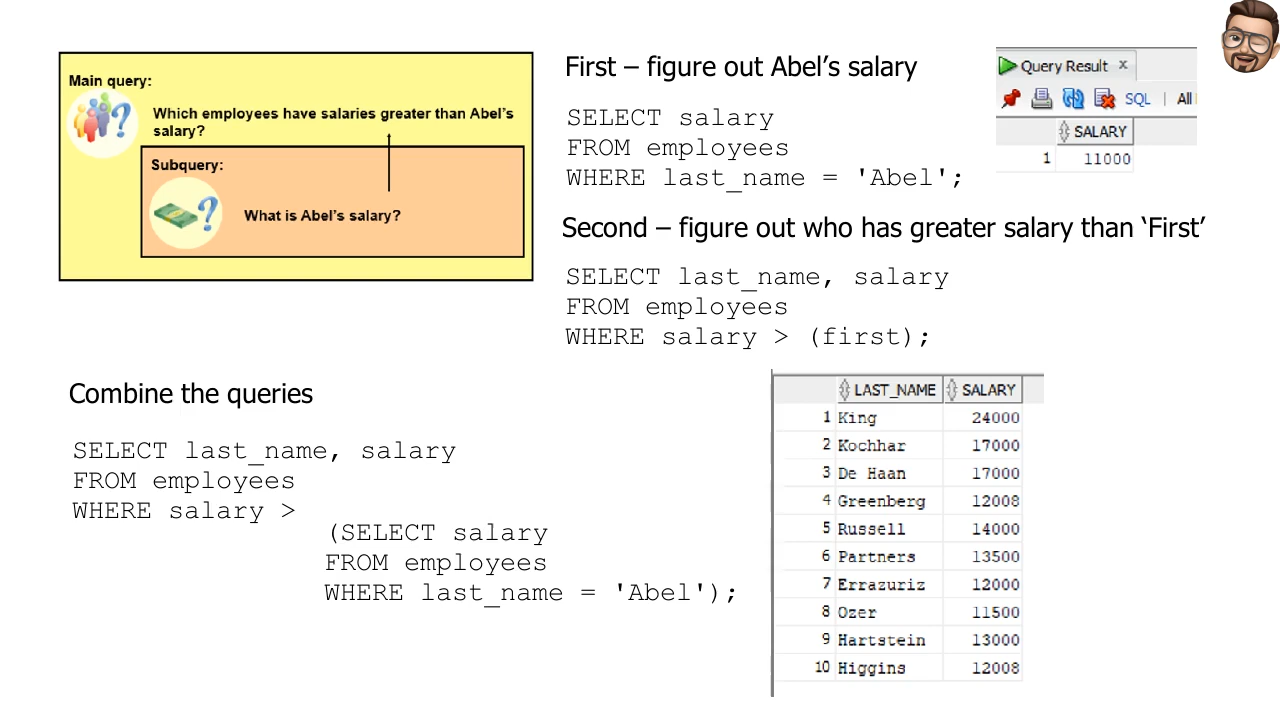 Main query:
Which employees have salaries greater than Abel's
salary?
Subquery:
What is Abel's salary?
First – figure out Abel's salary
SELECT salary
FROM employees
WHERE last_name = 'Abel';
Query Result x
SQL | All
SALARY
1 11000
Second – figure out who has greater salary than ‘First’
SELECT last_name, salary
FROM employees
WHERE salary > (first);
Combine the queries
SELECT last_name, salary
FROM employees
WHERE salary >
(SELECT salary
FROM employees
WHERE last_name = 'Abel');
LAST_NAME SALARY
1 King 24000
2 Kochhar 17000
3 De Haan 17000
4 Greenberg 12008
5 Russell 14000
6 Partners 13500
7 Errazuriz 12000
8 Ozer 11500
9 Hartstein 13000
10 Higgins 12008